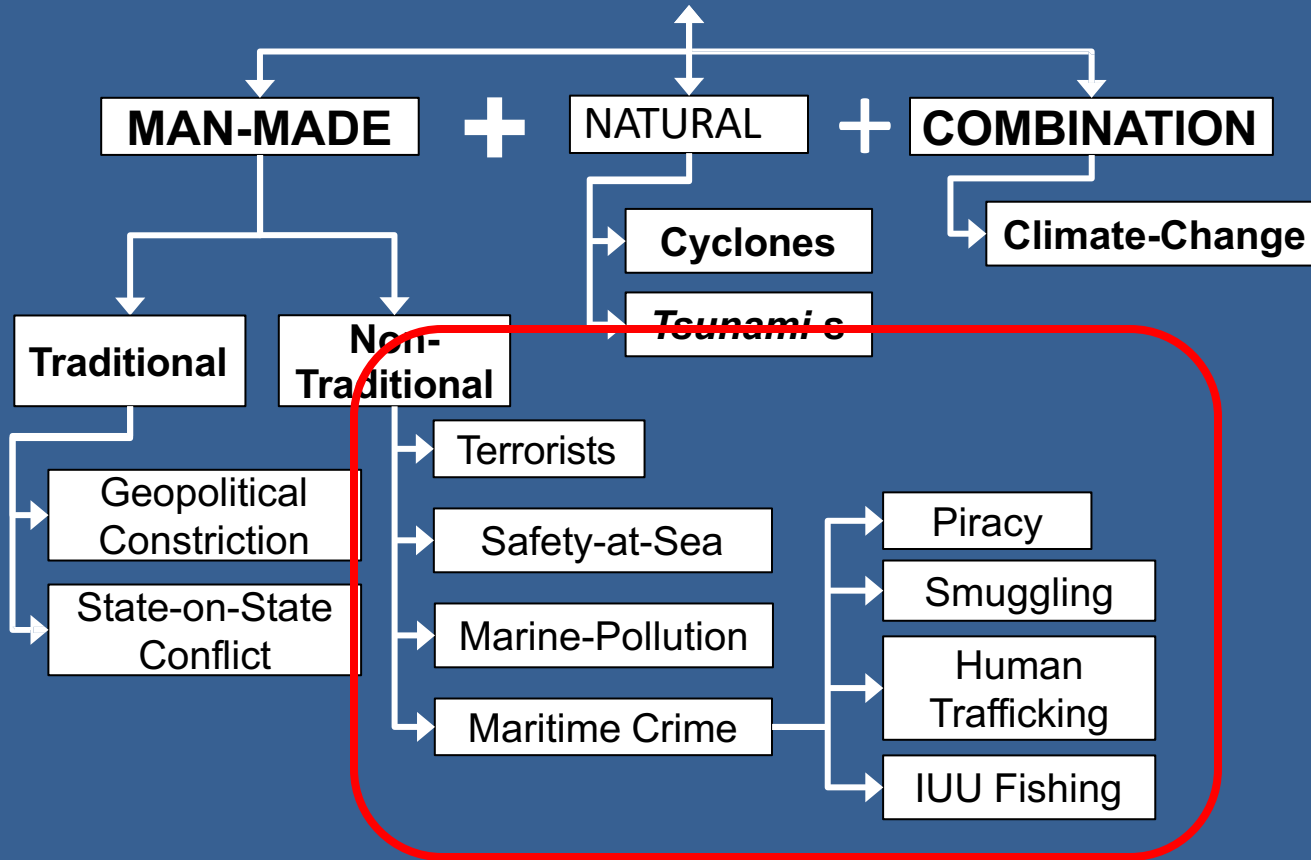 MAN-MADE
NATURAL
COMBINATION
Cyclones
Tsunami s
Climate-Change
Traditional
Non-
Traditional
Geopolitical
Constriction
State-on-State
Conflict
Terrorists
Safety-at-Sea
Marine-Pollution
Maritime Crime
Piracy
Smuggling
Human
Trafficking
IUU Fishing